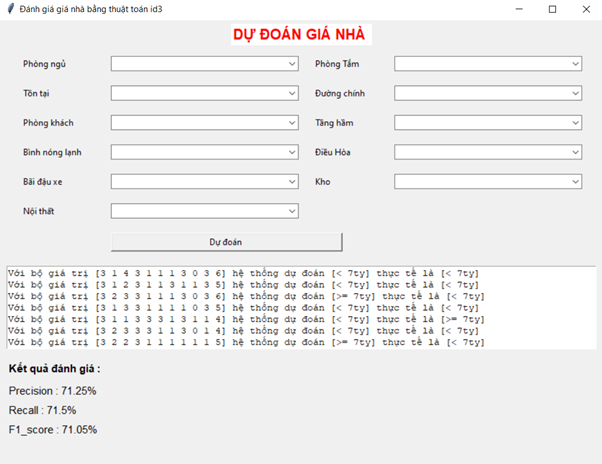 Đánh giá giá nhà bằng thuật toán id3
DỰ ĐOÁN GIÁ NHÀ
Phòng ngủ Phòng Tắm
Tồn tại Đường chính
Phòng khách Tầng hầm
Bình nóng lạnh Điều Hòa
Bãi đậu xe Kho
Nội thất
Dự đoán
Với bộ giá trị [3 1 4 3 1 1 1 3 0 3 6] hệ thống dự đoán [< 7ty] thực tế là [< 7ty]
Với bộ giá trị [3 1 2 3 1 1 3 1 1 3 5] hệ thống dự đoán [< 7ty] thực tế là [< 7ty]
Với bộ giá trị [3 2 3 3 1 1 1 3 0 3 6] hệ thống dự đoán [>= 7ty] thực tế là [< 7ty]
Với bộ giá trị [3 1 3 3 1 1 1 1 0 3 5] hệ thống dự đoán [< 7ty] thực tế là [< 7ty]
Với bộ giá trị [3 1 1 3 3 3 1 3 1 1 4] hệ thống dự đoán [< 7ty] thực tế là [>= 7ty]
Với bộ giá trị [3 2 3 3 3 1 1 3 0 1 4] hệ thống dự đoán [< 7ty] thực tế là [< 7ty]
Với bộ giá trị [3 2 2 3 1 1 1 1 1 1 5] hệ thống dự đoán [>= 7ty] thực tế là [< 7ty]
Kết quả đánh giá :
Precision : 71.25%
Recall : 71.5%
F1_score : 71.05%